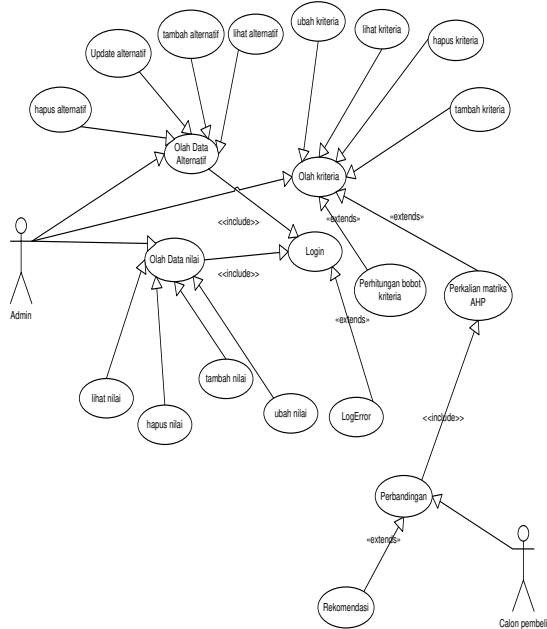 ubah kriteria
tambah alternatif
lihat alternatif
lihat kriteria
hapus kriteria
Update alternatif
hapus alternatif
tambah kriteria
Olah Data
Alternatif
Olah kriteria
<<include>>
«extends»
«extends»
Login
Olah Data nilai
<<include>>
Perhitungan bobot
kriteria
Perkalian matriks
AHP
Admin
«extends»
tambah nilai
lihat nilai
hapus nilai
ubah nilai
LogError
<<include>>
Perbandingan
«extends»
Rekomendasi
Calon pembeli